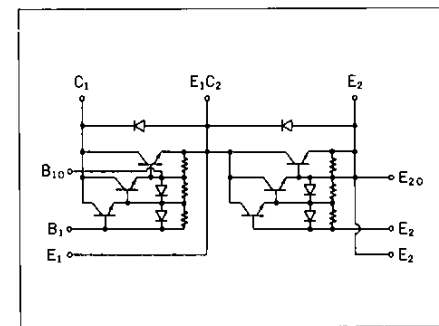 C₁ E₁C₂ E₂
B₁₀ E₂₀
B₁ E₂
E₁ E₂